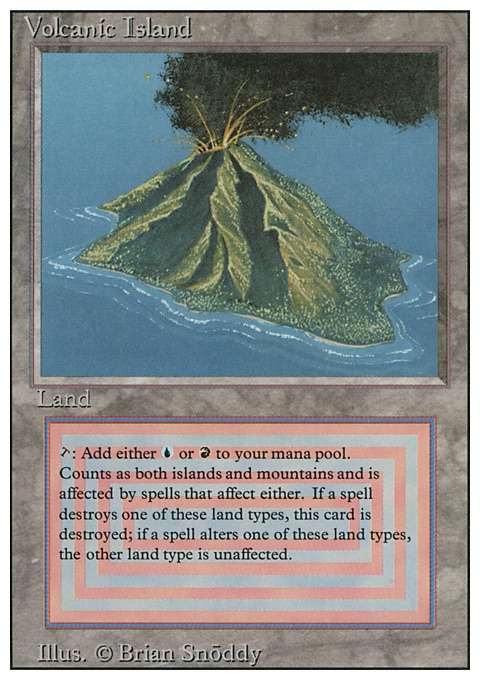 Volcanic Island
Land
: Add either or to your mana pool.
Counts as both islands and mountains and is
affected by spells that affect either. If a spell
destroys one of these land types, this card is
destroyed; if a spell alters one of these land types,
the other land type is unaffected.
Illus. © Brian Snōddy